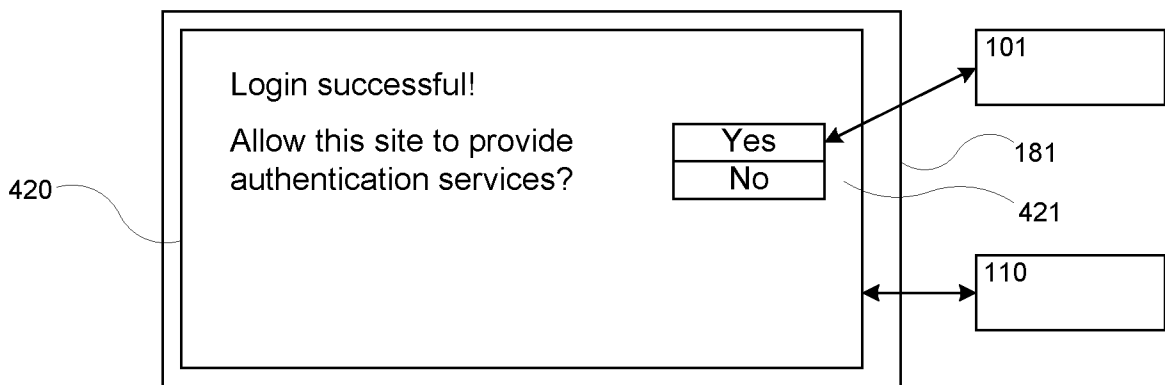 Login successful!
Allow this site to provide
authentication services?
Yes
No
420
101
181
421
110